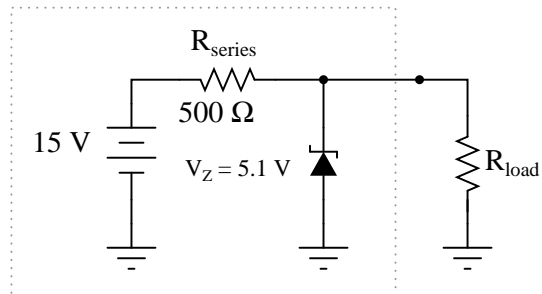 R_series
500 Ω
15 V
V_Z = 5.1 V
R_load